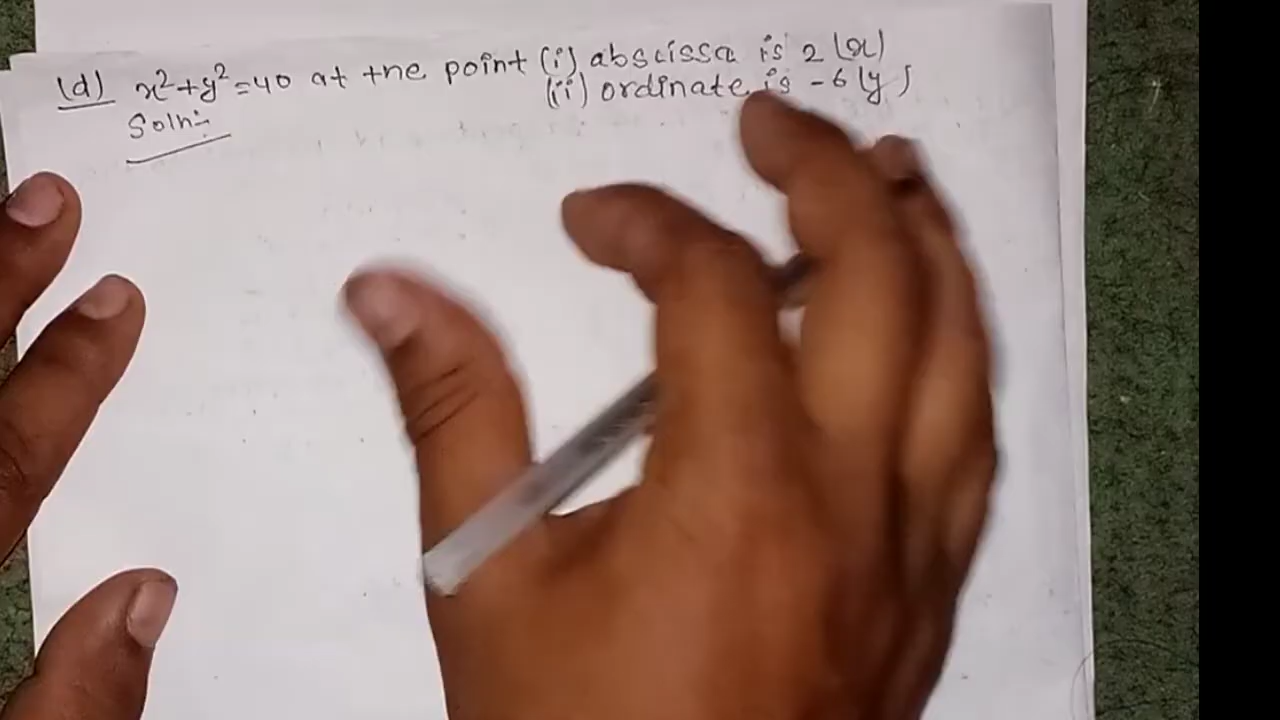 (d) x²+y²=40 at the point (i) abscissa is 2 (x)
(ii) ordinate is -6 (y)
Soln:-